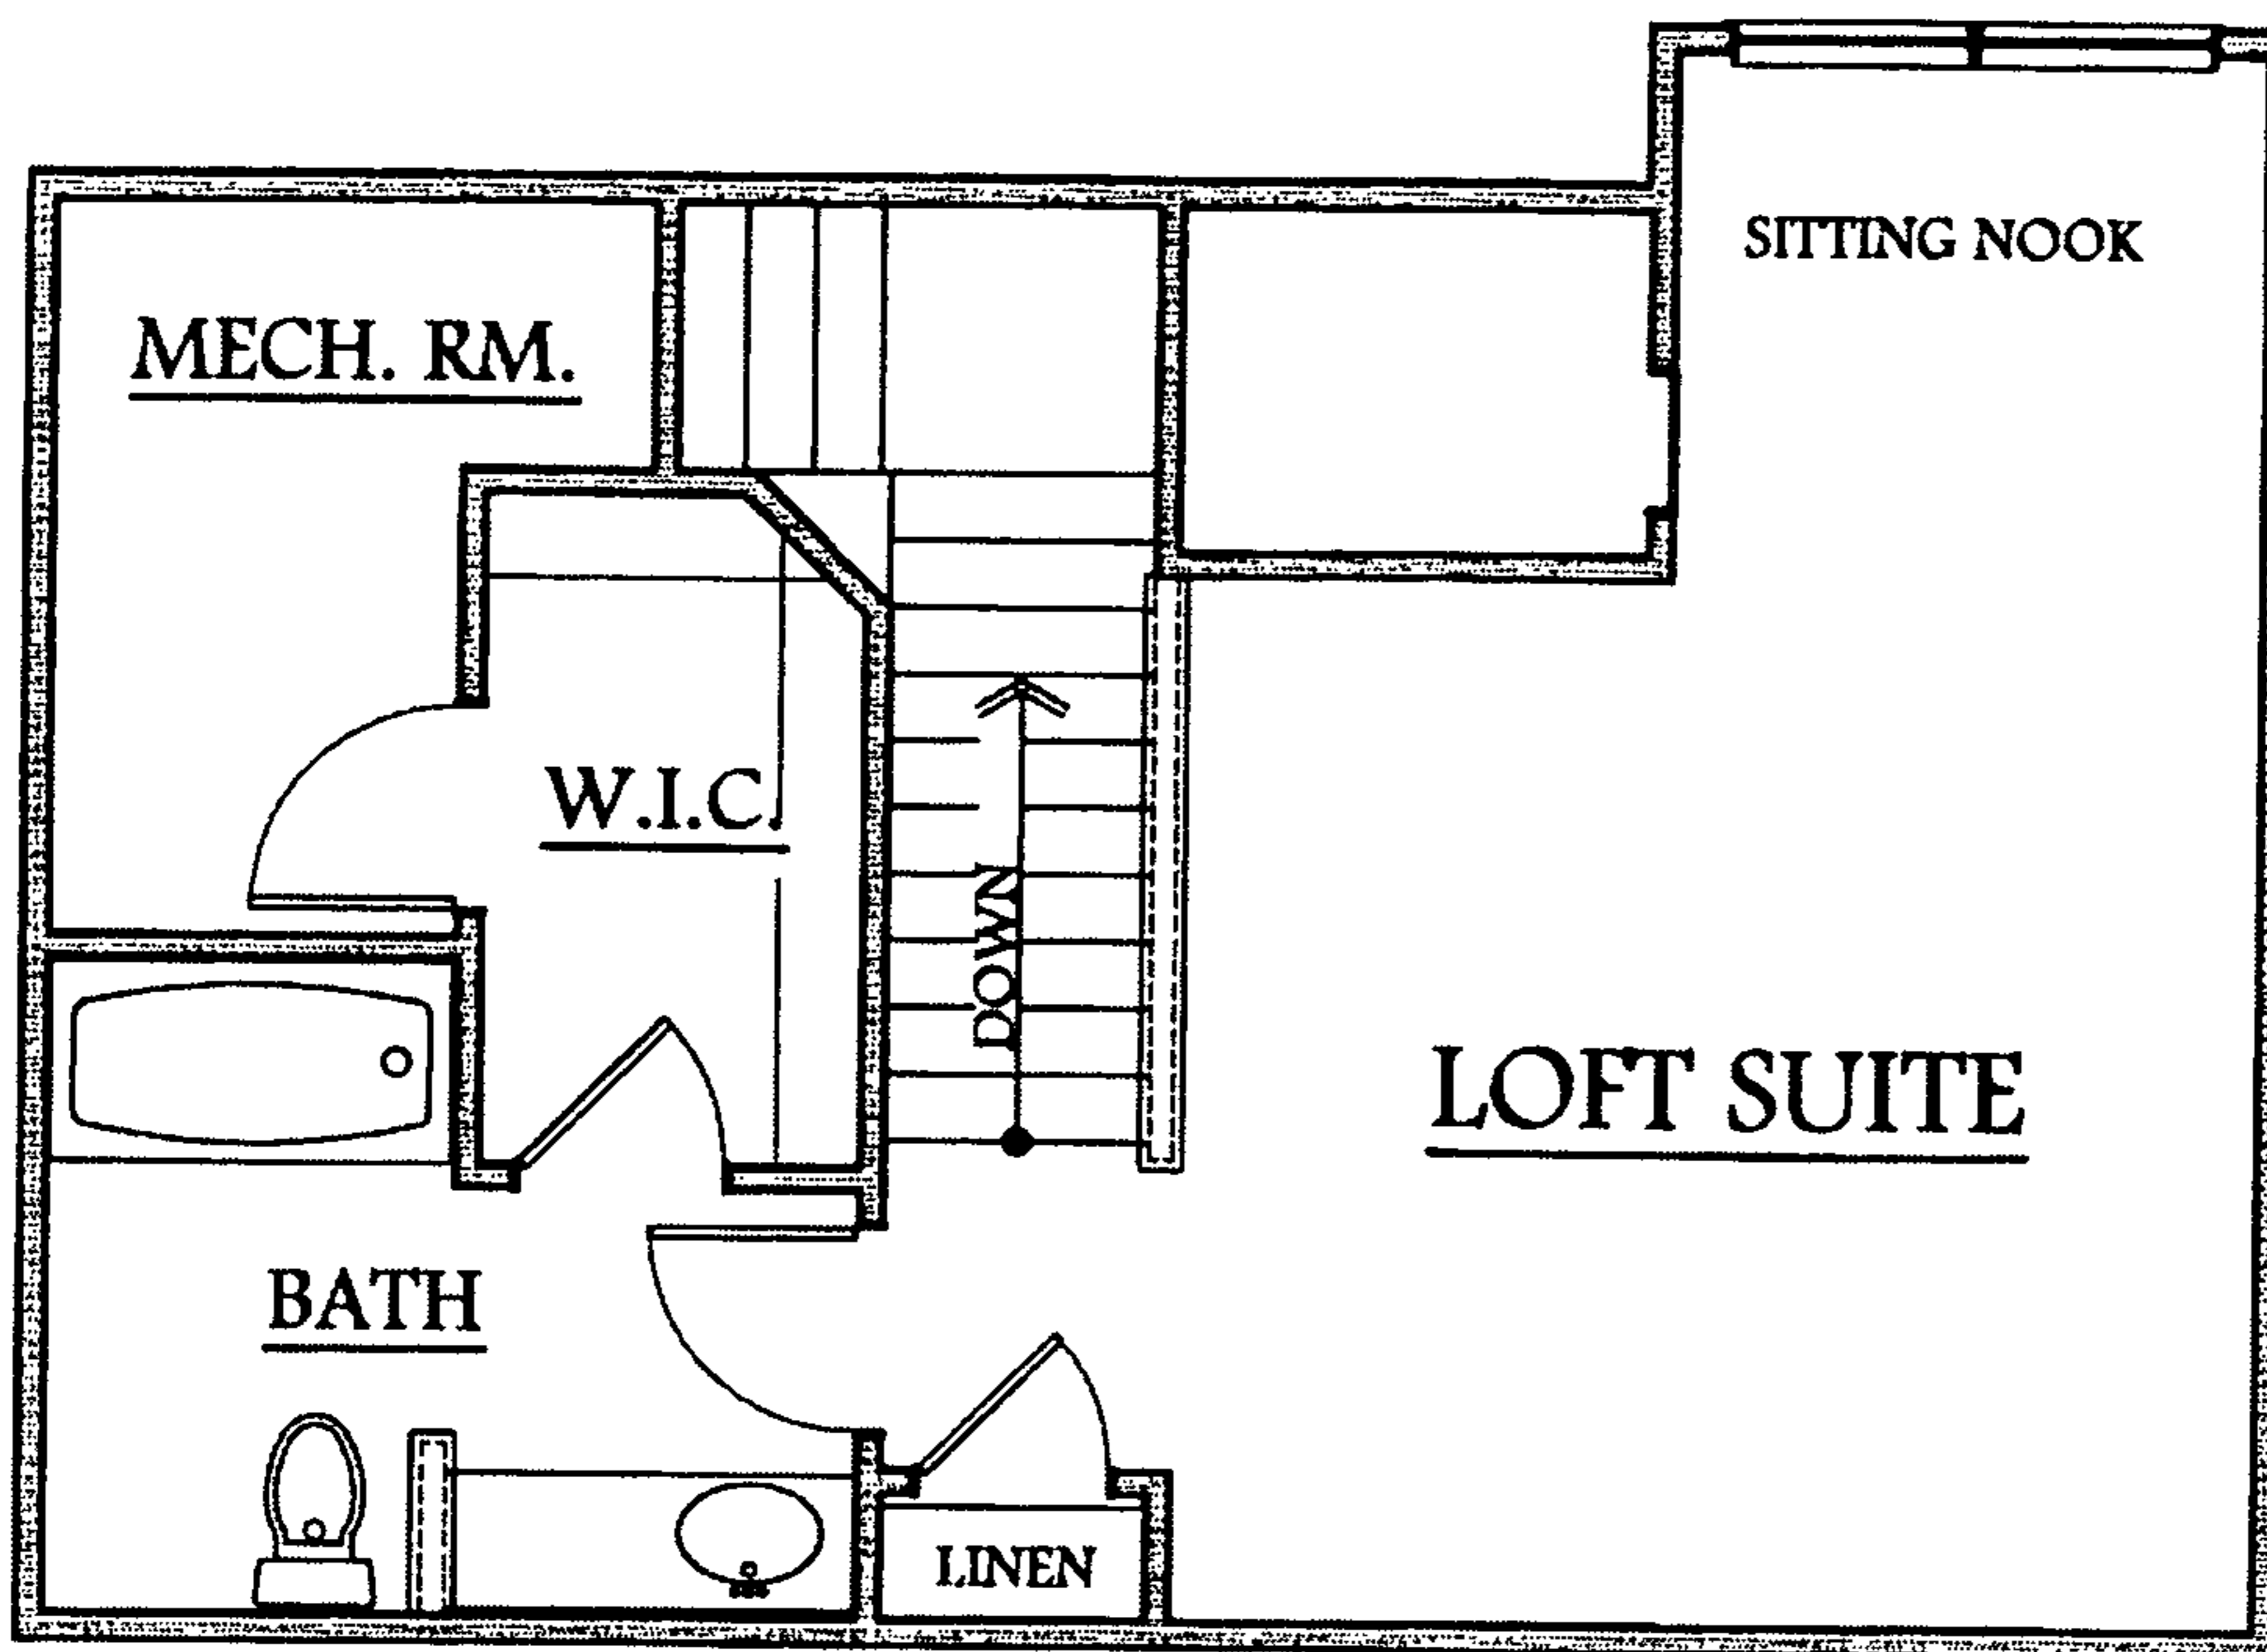 SITTING NOOK
MECH. RM.
W.I.C.
DOWN
LOFT SUITE
BATH
LINEN